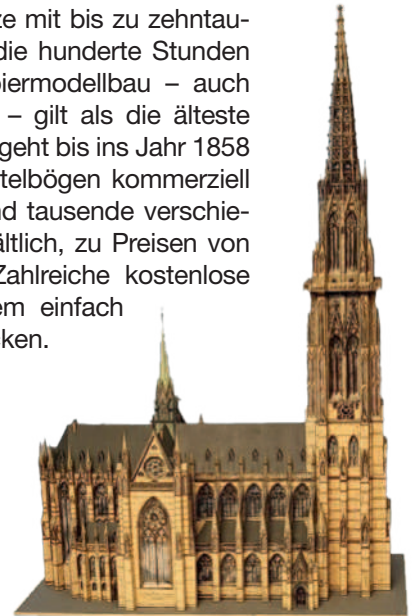 ze mit bis zu zehntau-
die hunderte Stunden
piermodellbau – auch
– gilt als die älteste
geht bis ins Jahr 1858
telbögen kommerziell
nd tausende verschie-
ältlich, zu Preisen von
Zahlreiche kostenlose
em einfach
cken.